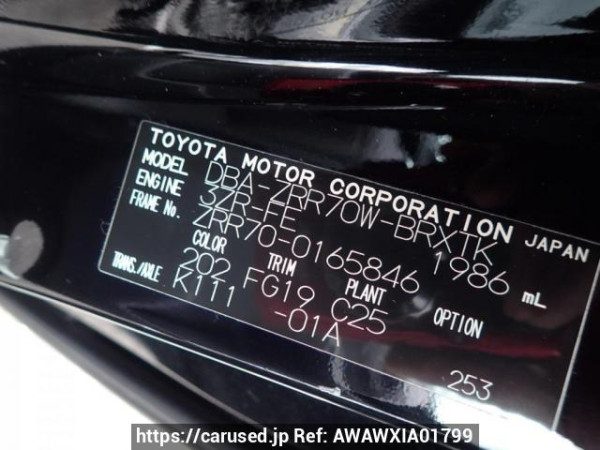 TOYOTA MOTOR CORPORATION JAPAN
MODEL DBA-ZRR70W-BRXTK
ENGINE 3ZR-FE 1986 mL
FRAME No. ZRR70-0165846
COLOR TRIM PLANT OPTION
202 FG19 C25
TRANS./AXLE K111 -01A
253
https://carused.jp Ref: AWAWXIA01799